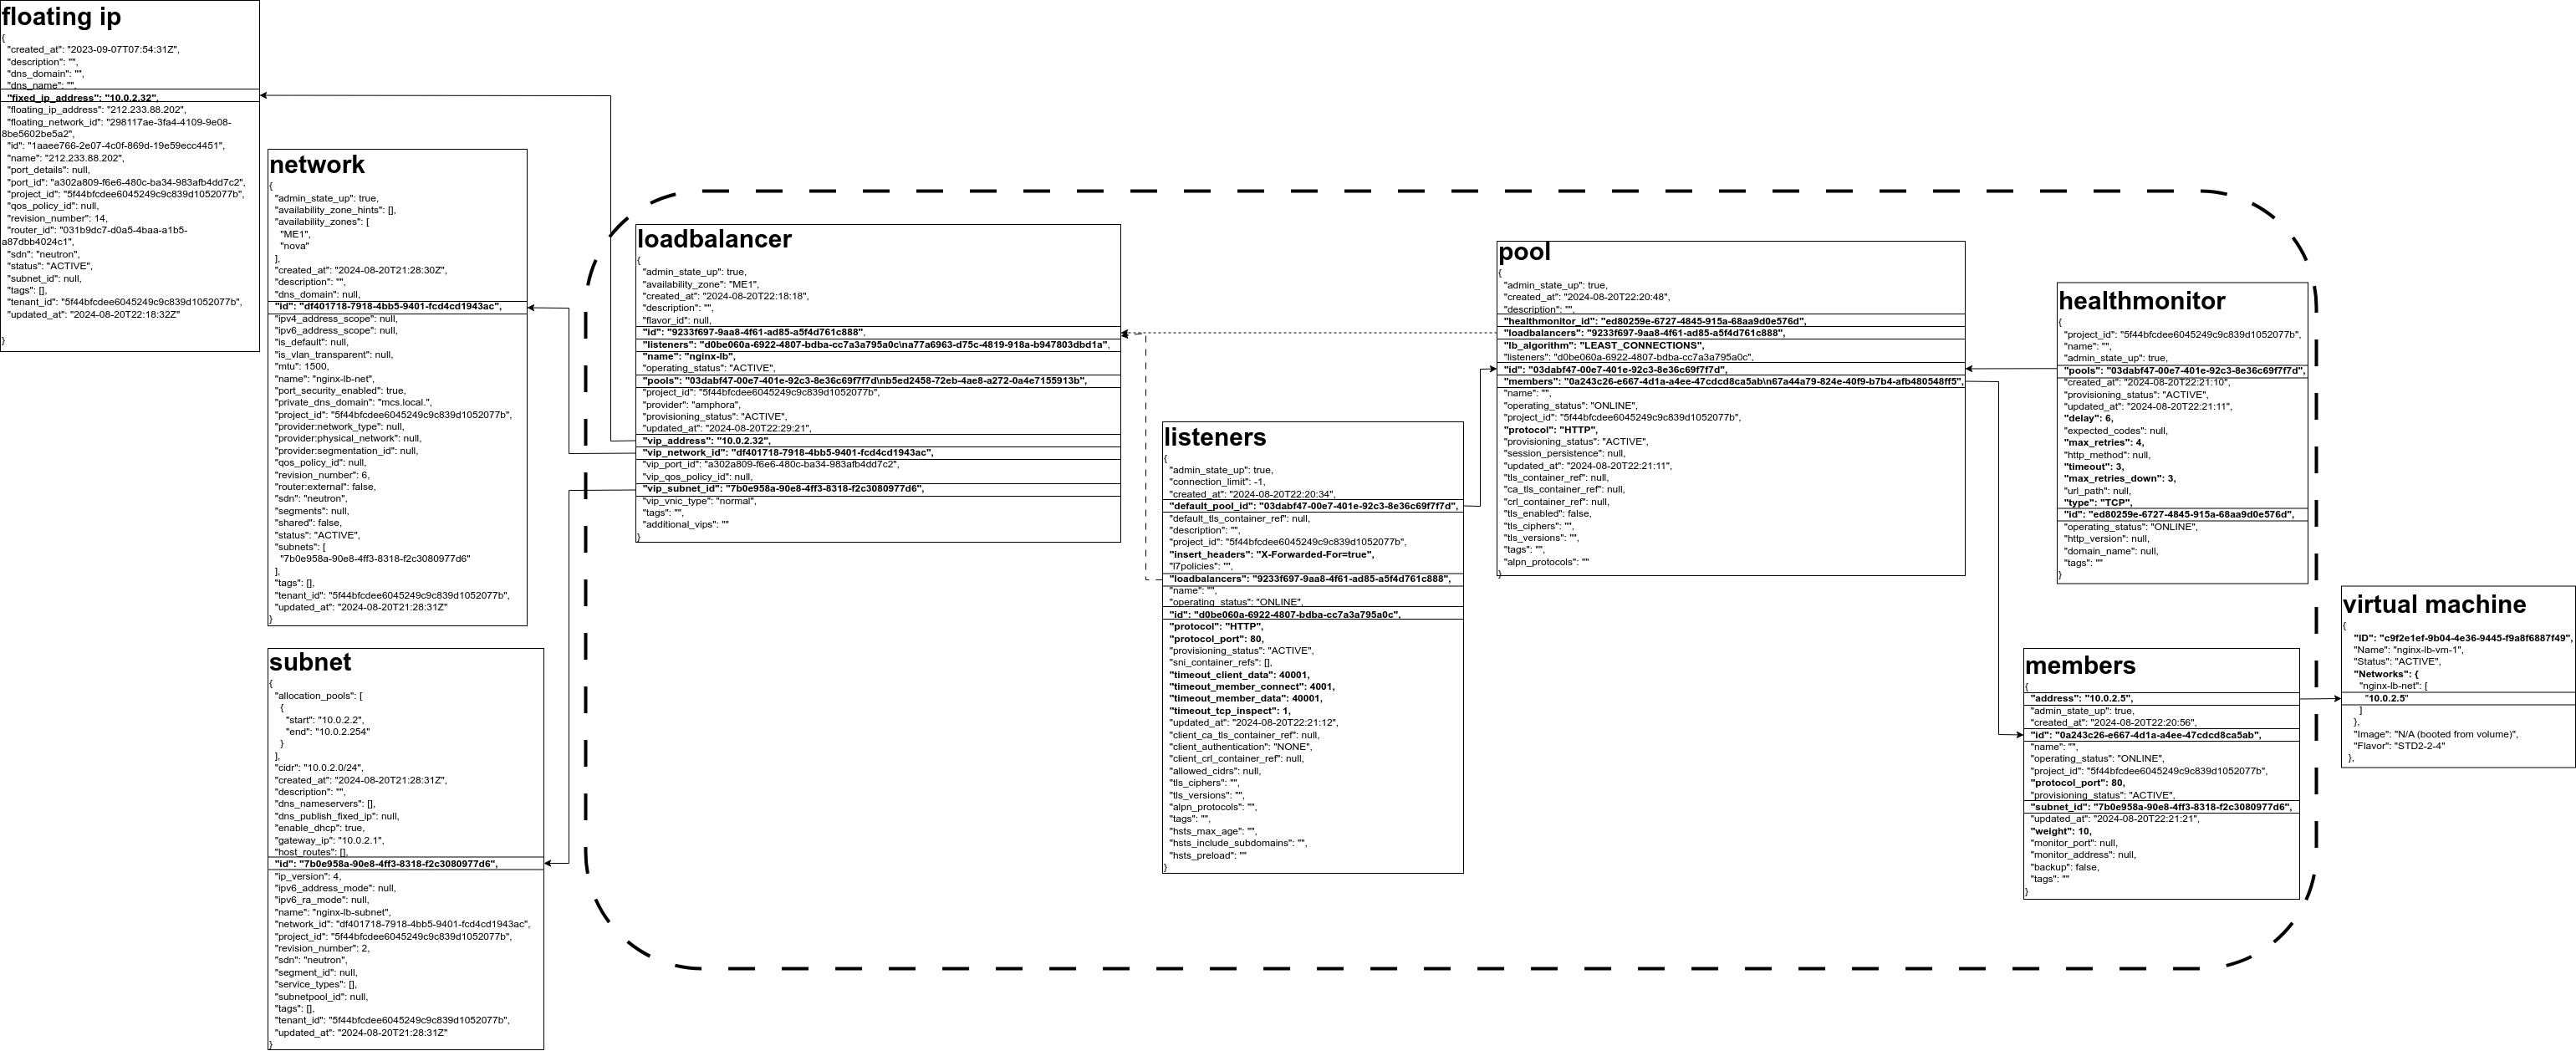 floating ip
{
"created_at": "2023-09-07T07:54:31Z",
"description": "",
"dns_domain": "",
"dns_name": "",
"fixed_ip_address": "10.0.2.32",
"floating_ip_address": "212.233.88.202",
"floating_network_id": "298117ae-3fa4-4109-9e08-
8be5602be5a2",
"id": "1aaee766-2e07-4c0f-869d-19e59ecc4451",
"name": "212.233.88.202",
"port_details": null,
"port_id": "a302a809-f6e6-480c-ba34-983afb4dd7c2",
"project_id": "5f44bfcdee6045249c9c839d1052077b",
"qos_policy_id": null,
"revision_number": 14,
"router_id": "031b9dc7-d0a5-4baa-a1b5-
a87dbb4024c1",
"sdn": "neutron",
"status": "ACTIVE",
"subnet_id": null,
"tags": [],
"tenant_id": "5f44bfcdee6045249c9c839d1052077b",
"updated_at": "2024-08-20T22:18:32Z"
}
network
{
"admin_state_up": true,
"availability_zone_hints": [],
"availability_zones": [
"ME1",
"nova"
],
"created_at": "2024-08-20T21:28:30Z",
"description": "",
"dns_domain": null,
"id": "df401718-7918-4bb5-9401-fcd4cd1943ac",
"ipv4_address_scope": null,
"ipv6_address_scope": null,
"is_default": null,
"is_vlan_transparent": null,
"mtu": 1500,
"name": "nginx-lb-net",
"port_security_enabled": true,
"private_dns_domain": "mcs.local.",
"project_id": "5f44bfcdee6045249c9c839d1052077b",
"provider:network_type": null,
"provider:physical_network": null,
"provider:segmentation_id": null,
"qos_policy_id": null,
"revision_number": 6,
"router:external": false,
"sdn": "neutron",
"segments": null,
"shared": false,
"status": "ACTIVE",
"subnets": [
"7b0e958a-90e8-4ff3-8318-f2c3080977d6"
],
"tags": [],
"tenant_id": "5f44bfcdee6045249c9c839d1052077b",
"updated_at": "2024-08-20T21:28:31Z"
}
subnet
{
"allocation_pools": [
{
"start": "10.0.2.2",
"end": "10.0.2.254"
}
],
"cidr": "10.0.2.0/24",
"created_at": "2024-08-20T21:28:31Z",
"description": "",
"dns_nameservers": [],
"dns_publish_fixed_ip": null,
"enable_dhcp": true,
"gateway_ip": "10.0.2.1",
"host_routes": [],
"id": "7b0e958a-90e8-4ff3-8318-f2c3080977d6",
"ip_version": 4,
"ipv6_address_mode": null,
"ipv6_ra_mode": null,
"name": "nginx-lb-subnet",
"network_id": "df401718-7918-4bb5-9401-fcd4cd1943ac",
"project_id": "5f44bfcdee6045249c9c839d1052077b",
"revision_number": 2,
"sdn": "neutron",
"segment_id": null,
"service_types": [],
"subnetpool_id": null,
"tags": [],
"tenant_id": "5f44bfcdee6045249c9c839d1052077b",
"updated_at": "2024-08-20T21:28:31Z"
}
loadbalancer
{
"admin_state_up": true,
"availability_zone": "ME1",
"created_at": "2024-08-20T22:18:18",
"description": "",
"flavor_id": null,
"id": "9233f697-9aa8-4f61-ad85-a5f4d761c888",
"listeners": "d0be060a-6922-4807-bdba-cc7a3a795a0c\na77a6963-d75c-4819-918a-b947803dbd1a",
"name": "nginx-lb",
"operating_status": "ACTIVE",
"pools": "03dabf47-00e7-401e-92c3-8e36c69f7f7d\nb5ed2458-72eb-4ae8-a272-0a4e7155913b",
"project_id": "5f44bfcdee6045249c9c839d1052077b",
"provider": "amphora",
"provisioning_status": "ACTIVE",
"updated_at": "2024-08-20T22:29:21",
"vip_address": "10.0.2.32",
"vip_network_id": "df401718-7918-4bb5-9401-fcd4cd1943ac",
"vip_port_id": "a302a809-f6e6-480c-ba34-983afb4dd7c2",
"vip_qos_policy_id": null,
"vip_subnet_id": "7b0e958a-90e8-4ff3-8318-f2c3080977d6",
"vip_vnic_type": "normal",
"tags": "",
"additional_vips": ""
}
listeners
{
"admin_state_up": true,
"connection_limit": -1,
"created_at": "2024-08-20T22:20:34",
"default_pool_id": "03dabf47-00e7-401e-92c3-8e36c69f7f7d",
"default_tls_container_ref": null,
"description": "",
"project_id": "5f44bfcdee6045249c9c839d1052077b",
"insert_headers": "X-Forwarded-For=true",
"l7policies": "",
"loadbalancers": "9233f697-9aa8-4f61-ad85-a5f4d761c888",
"name": "",
"operating_status": "ONLINE",
"id": "d0be060a-6922-4807-bdba-cc7a3a795a0c",
"protocol": "HTTP",
"protocol_port": 80,
"provisioning_status": "ACTIVE",
"sni_container_refs": [],
"timeout_client_data": 40001,
"timeout_member_connect": 4001,
"timeout_member_data": 40001,
"timeout_tcp_inspect": 1,
"updated_at": "2024-08-20T22:21:12",
"client_ca_tls_container_ref": null,
"client_authentication": "NONE",
"client_crl_container_ref": null,
"allowed_cidrs": null,
"tls_ciphers": "",
"tls_versions": "",
"alpn_protocols": "",
"tags": "",
"hsts_max_age": "",
"hsts_include_subdomains": "",
"hsts_preload": ""
}
pool
{
"admin_state_up": true,
"created_at": "2024-08-20T22:20:48",
"description": "",
"healthmonitor_id": "ed80259e-6727-4845-915a-68aa9d0e576d",
"loadbalancers": "9233f697-9aa8-4f61-ad85-a5f4d761c888",
"lb_algorithm": "LEAST_CONNECTIONS",
"listeners": "d0be060a-6922-4807-bdba-cc7a3a795a0c",
"id": "03dabf47-00e7-401e-92c3-8e36c69f7f7d",
"members": "0a243c26-e667-4d1a-a4ee-47cdcd8ca5ab\n67a44a79-824e-40f9-b7b4-afb480548ff5",
"name": "",
"operating_status": "ONLINE",
"project_id": "5f44bfcdee6045249c9c839d1052077b",
"protocol": "HTTP",
"provisioning_status": "ACTIVE",
"session_persistence": null,
"updated_at": "2024-08-20T22:21:11",
"tls_container_ref": null,
"ca_tls_container_ref": null,
"crl_container_ref": null,
"tls_enabled": false,
"tls_ciphers": "",
"tls_versions": "",
"tags": "",
"alpn_protocols": ""
}
healthmonitor
{
"project_id": "5f44bfcdee6045249c9c839d1052077b",
"name": "",
"admin_state_up": true,
"pools": "03dabf47-00e7-401e-92c3-8e36c69f7f7d",
"created_at": "2024-08-20T22:21:10",
"provisioning_status": "ACTIVE",
"updated_at": "2024-08-20T22:21:11",
"delay": 6,
"expected_codes": null,
"max_retries": 4,
"http_method": null,
"timeout": 3,
"max_retries_down": 3,
"url_path": null,
"type": "TCP",
"id": "ed80259e-6727-4845-915a-68aa9d0e576d",
"operating_status": "ONLINE",
"http_version": null,
"domain_name": null,
"tags": ""
}
members
{
"address": "10.0.2.5",
"admin_state_up": true,
"created_at": "2024-08-20T22:20:56",
"id": "0a243c26-e667-4d1a-a4ee-47cdcd8ca5ab",
"name": "",
"operating_status": "ONLINE",
"project_id": "5f44bfcdee6045249c9c839d1052077b",
"protocol_port": 80,
"provisioning_status": "ACTIVE",
"subnet_id": "7b0e958a-90e8-4ff3-8318-f2c3080977d6",
"updated_at": "2024-08-20T22:21:21",
"weight": 10,
"monitor_port": null,
"monitor_address": null,
"backup": false,
"tags": ""
}
virtual machine
{
"ID": "c9f2e1ef-9b04-4e36-9445-f9a8f6887f49",
"Name": "nginx-lb-vm-1",
"Status": "ACTIVE",
"Networks": {
"nginx-lb-net": [
"10.0.2.5"
]
},
"Image": "N/A (booted from volume)",
"Flavor": "STD2-2-4"
},